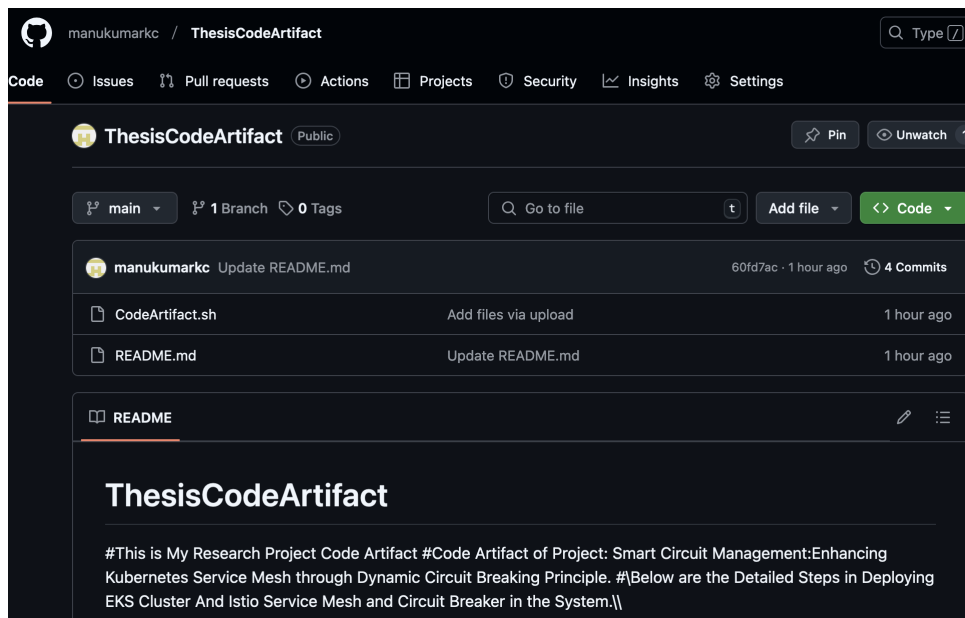 manukumarkc / ThesisCodeArtifact Type /
Code Issues Pull requests Actions Projects Security Insights Settings
ThesisCodeArtifact Public Pin Unwatch 1
main 1 Branch 0 Tags Go to file t Add file Code
manukumarkc Update README.md 60fd7ac · 1 hour ago 4 Commits
CodeArtifact.sh Add files via upload 1 hour ago
README.md Update README.md 1 hour ago
README
ThesisCodeArtifact
#This is My Research Project Code Artifact #Code Artifact of Project: Smart Circuit Management:Enhancing
Kubernetes Service Mesh through Dynamic Circuit Breaking Principle. #\Below are the Detailed Steps in Deploying
EKS Cluster And Istio Service Mesh and Circuit Breaker in the System.\\